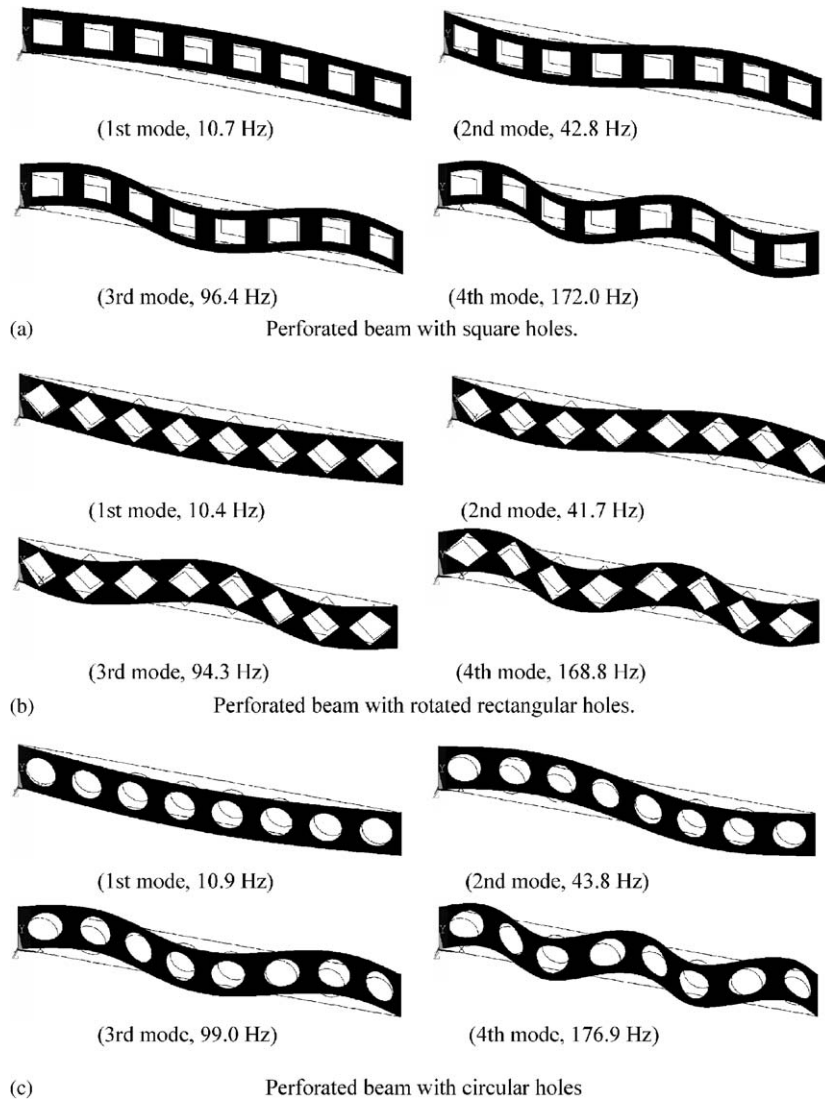 (1st mode, 10.7 Hz)
(2nd mode, 42.8 Hz)
(3rd mode, 96.4 Hz)
(4th mode, 172.0 Hz)
(a) Perforated beam with square holes.
(1st mode, 10.4 Hz)
(2nd mode, 41.7 Hz)
(3rd mode, 94.3 Hz)
(4th mode, 168.8 Hz)
(b) Perforated beam with rotated rectangular holes.
(1st mode, 10.9 Hz)
(2nd mode, 43.8 Hz)
(3rd mode, 99.0 Hz)
(4th mode, 176.9 Hz)
(c) Perforated beam with circular holes